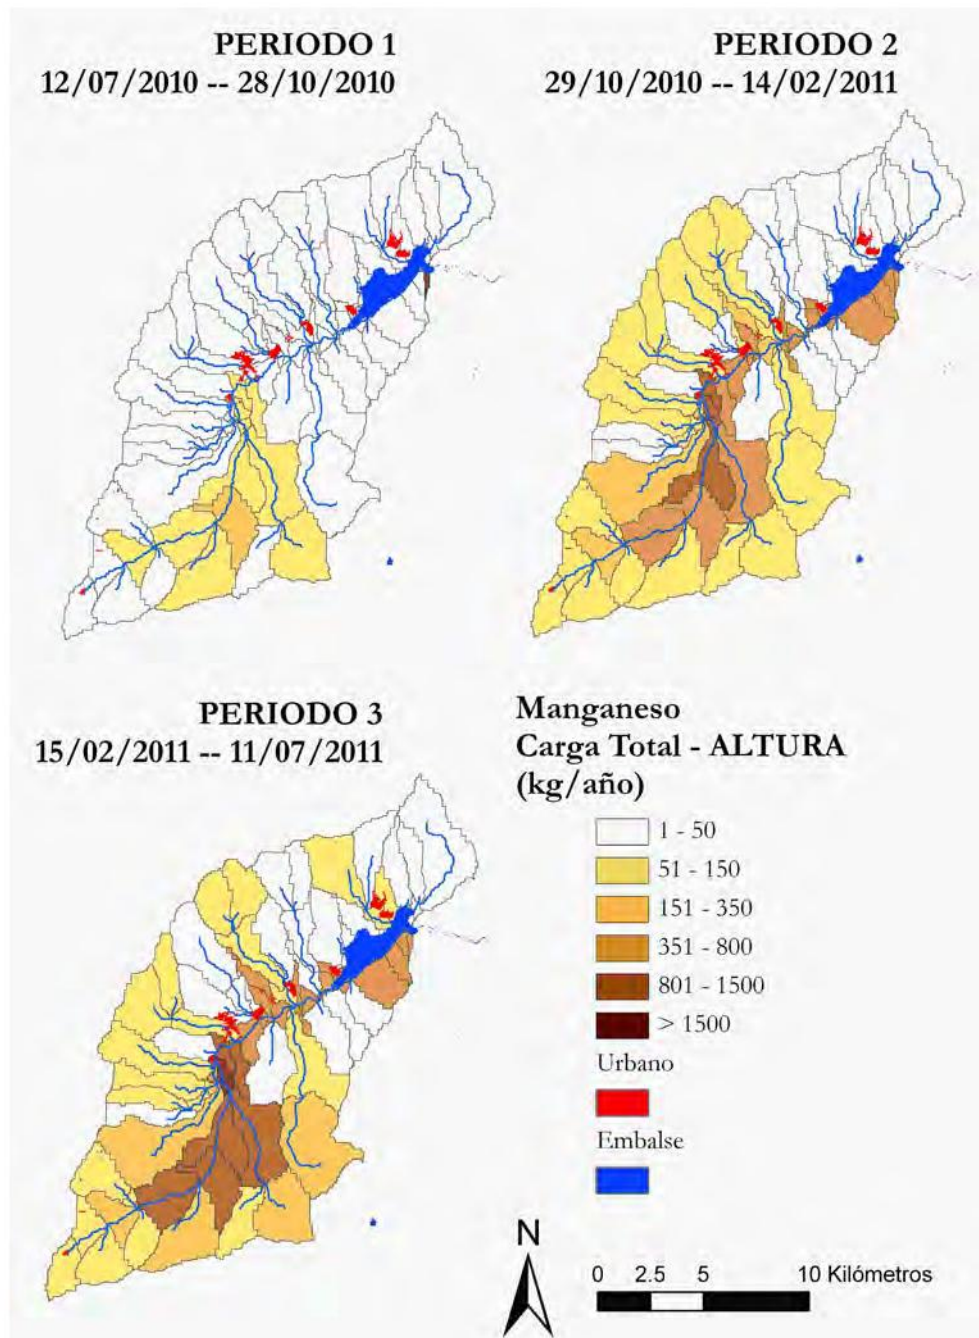 PERIODO 1
12/07/2010 -- 28/10/2010
PERIODO 2
29/10/2010 -- 14/02/2011
PERIODO 3
15/02/2011 -- 11/07/2011
Manganeso
Carga Total - ALTURA
(kg/año)
1 - 50
51 - 150
151 - 350
351 - 800
801 - 1500
> 1500
Urbano
Embalse
N
0 2.5 5 10 Kilómetros